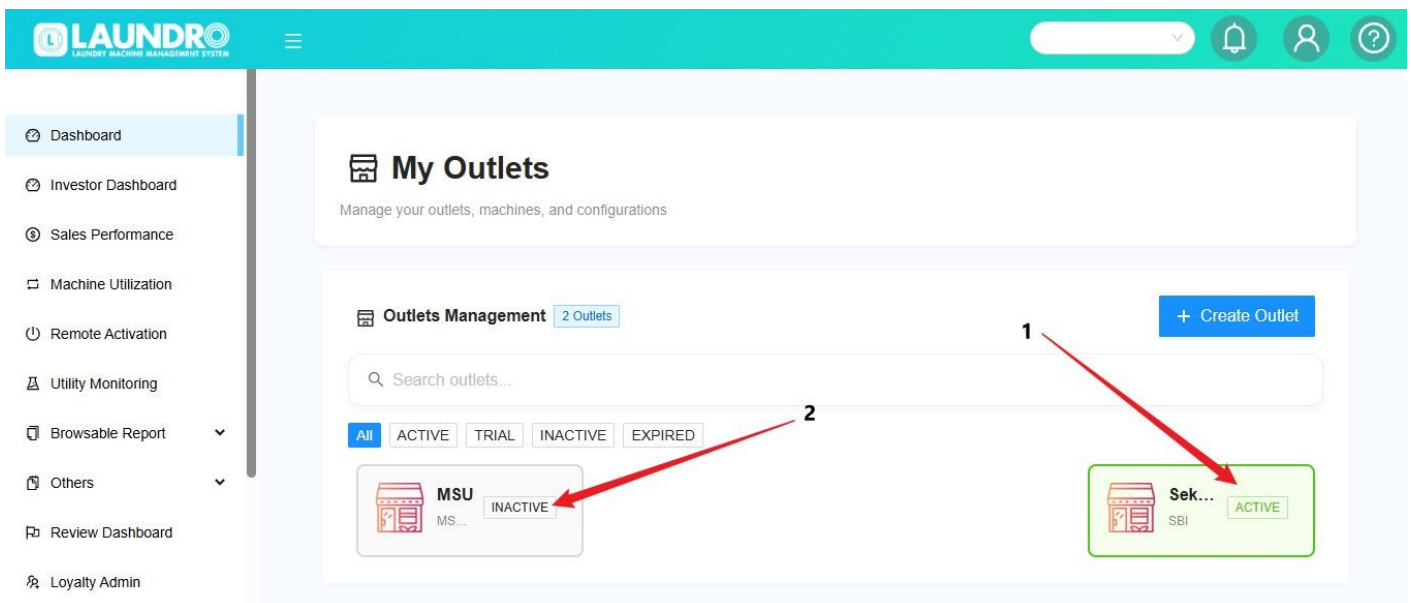 LAUNDRO
LAUNDRY MACHINE MANAGEMENT SYSTEM
Dashboard
Investor Dashboard
Sales Performance
Machine Utilization
Remote Activation
Utility Monitoring
Browsable Report
Others
Review Dashboard
Loyalty Admin
My Outlets
Manage your outlets, machines, and configurations
Outlets Management 2 Outlets
+ Create Outlet
1
Search outlets...
2
All ACTIVE TRIAL INACTIVE EXPIRED
MSU INACTIVE
MS...
Sek... ACTIVE
SBI